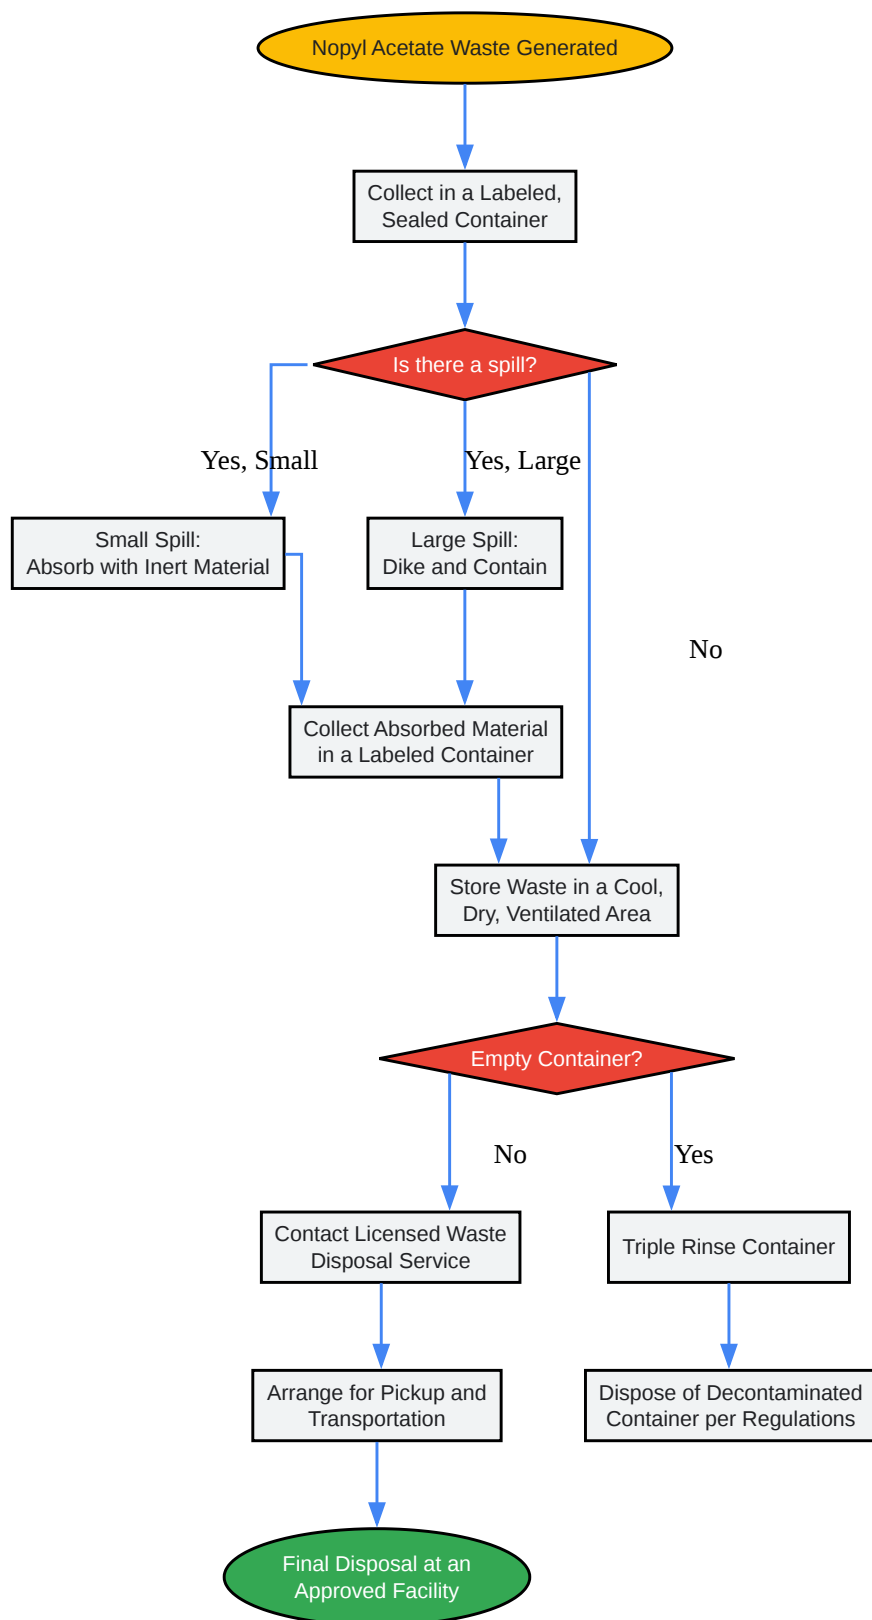 Nopyl Acetate Waste Generated
Collect in a Labeled,
Sealed Container
Is there a spill?
Yes, Small
Yes, Large
Small Spill:
Absorb with Inert Material
Large Spill:
Dike and Contain
No
Collect Absorbed Material
in a Labeled Container
Store Waste in a Cool,
Dry, Ventilated Area
Empty Container?
No
Yes
Contact Licensed Waste
Disposal Service
Triple Rinse Container
Arrange for Pickup and
Transportation
Dispose of Decontaminated
Container per Regulations
Final Disposal at an
Approved Facility